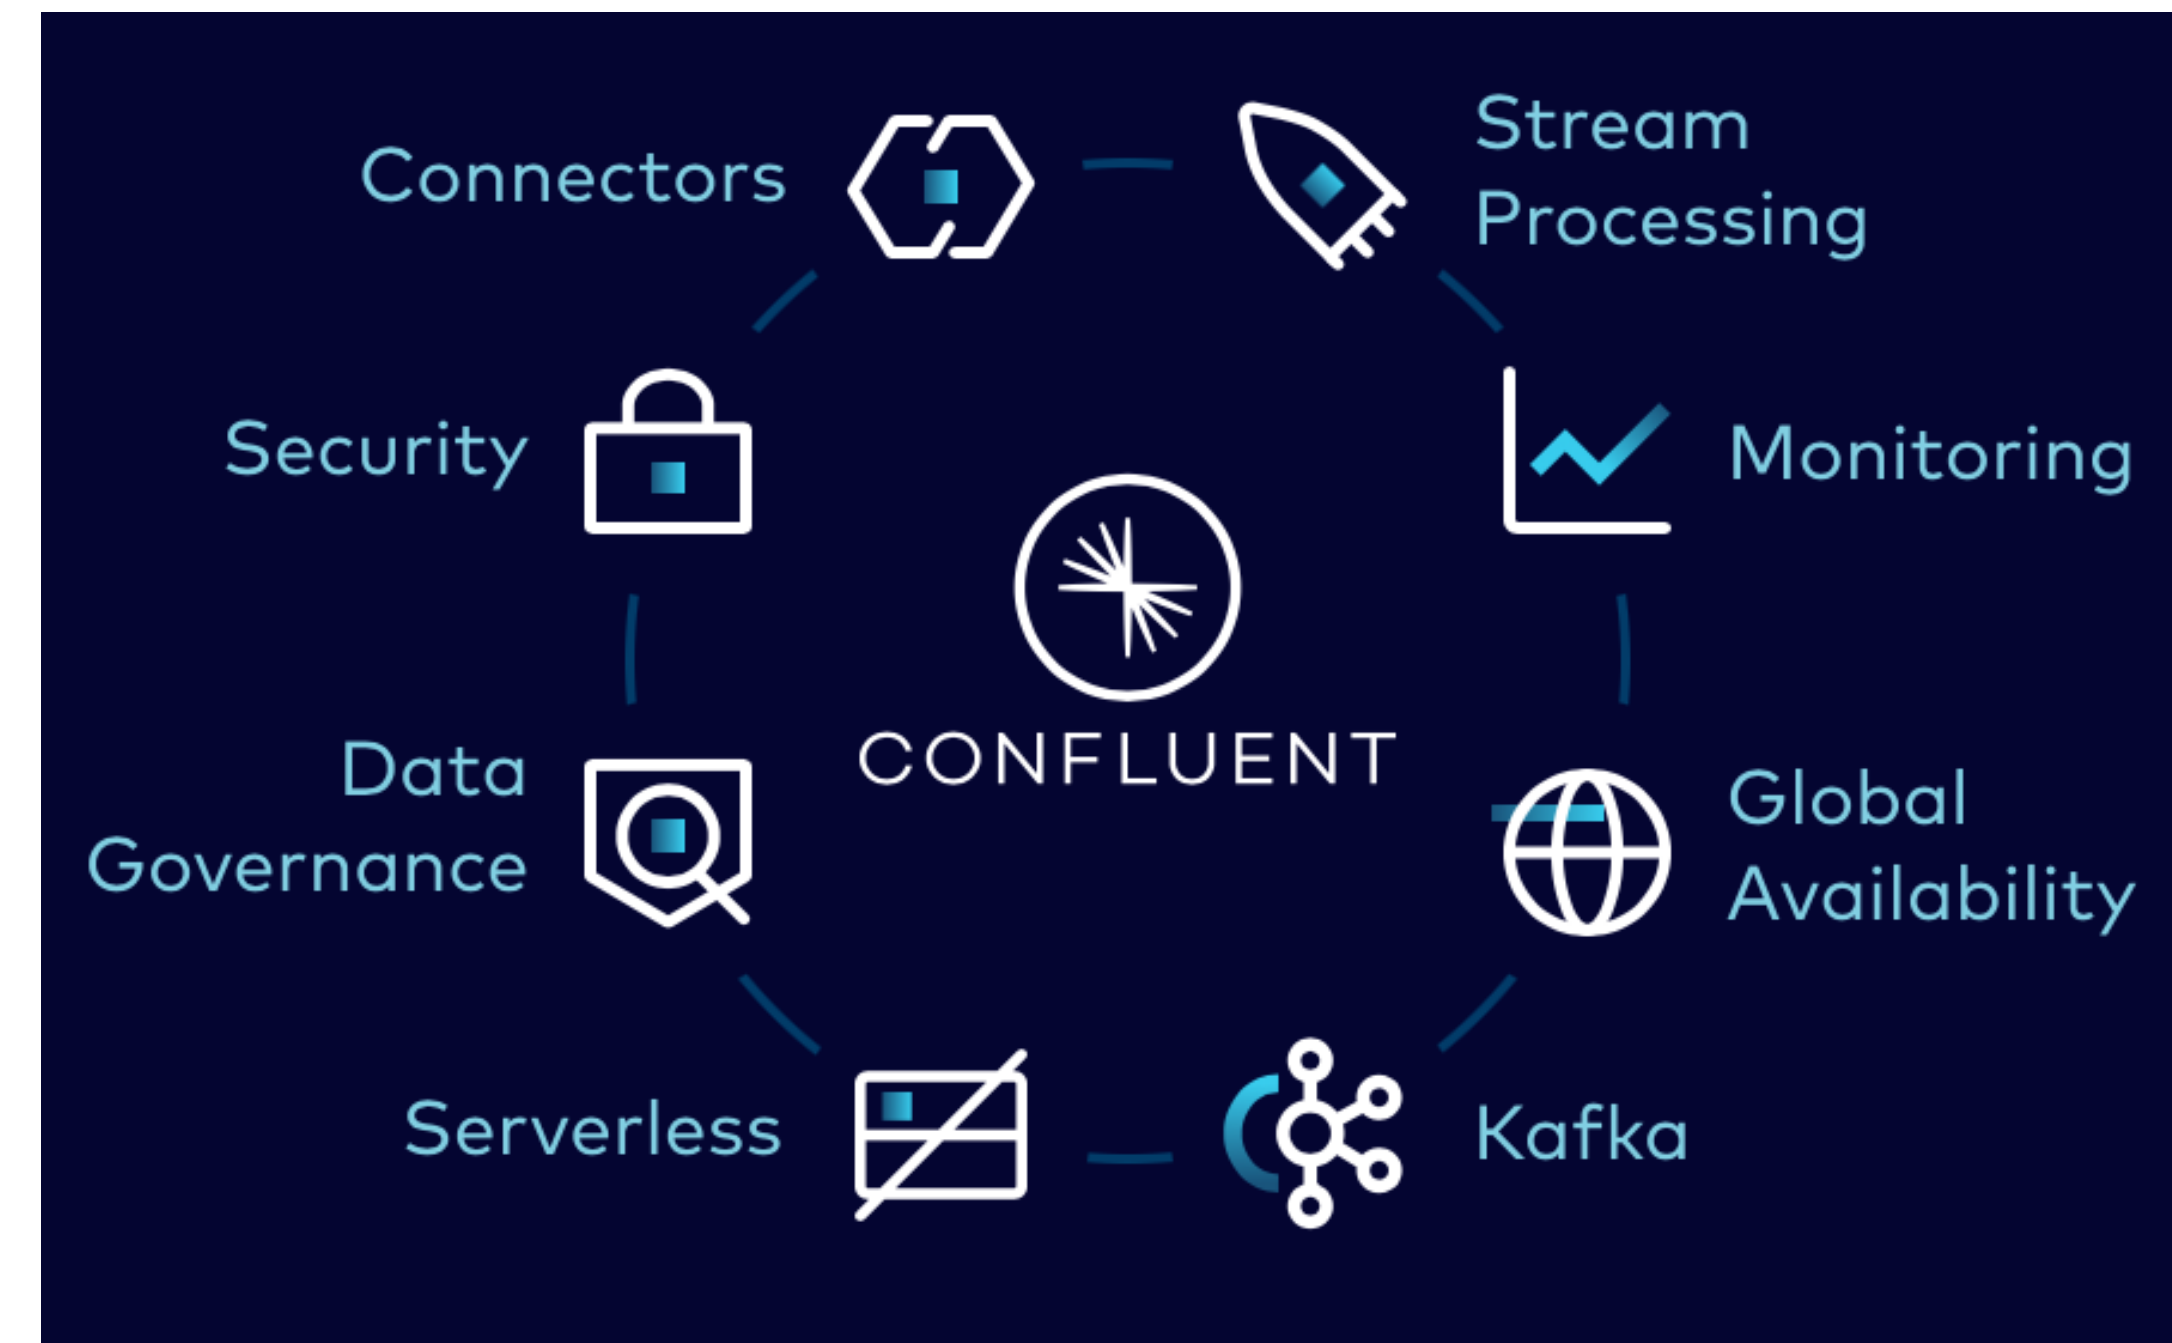 Connectors
Stream
Processing
Security
Monitoring
CONFLUENT
Data
Governance
Global
Availability
Serverless
Kafka